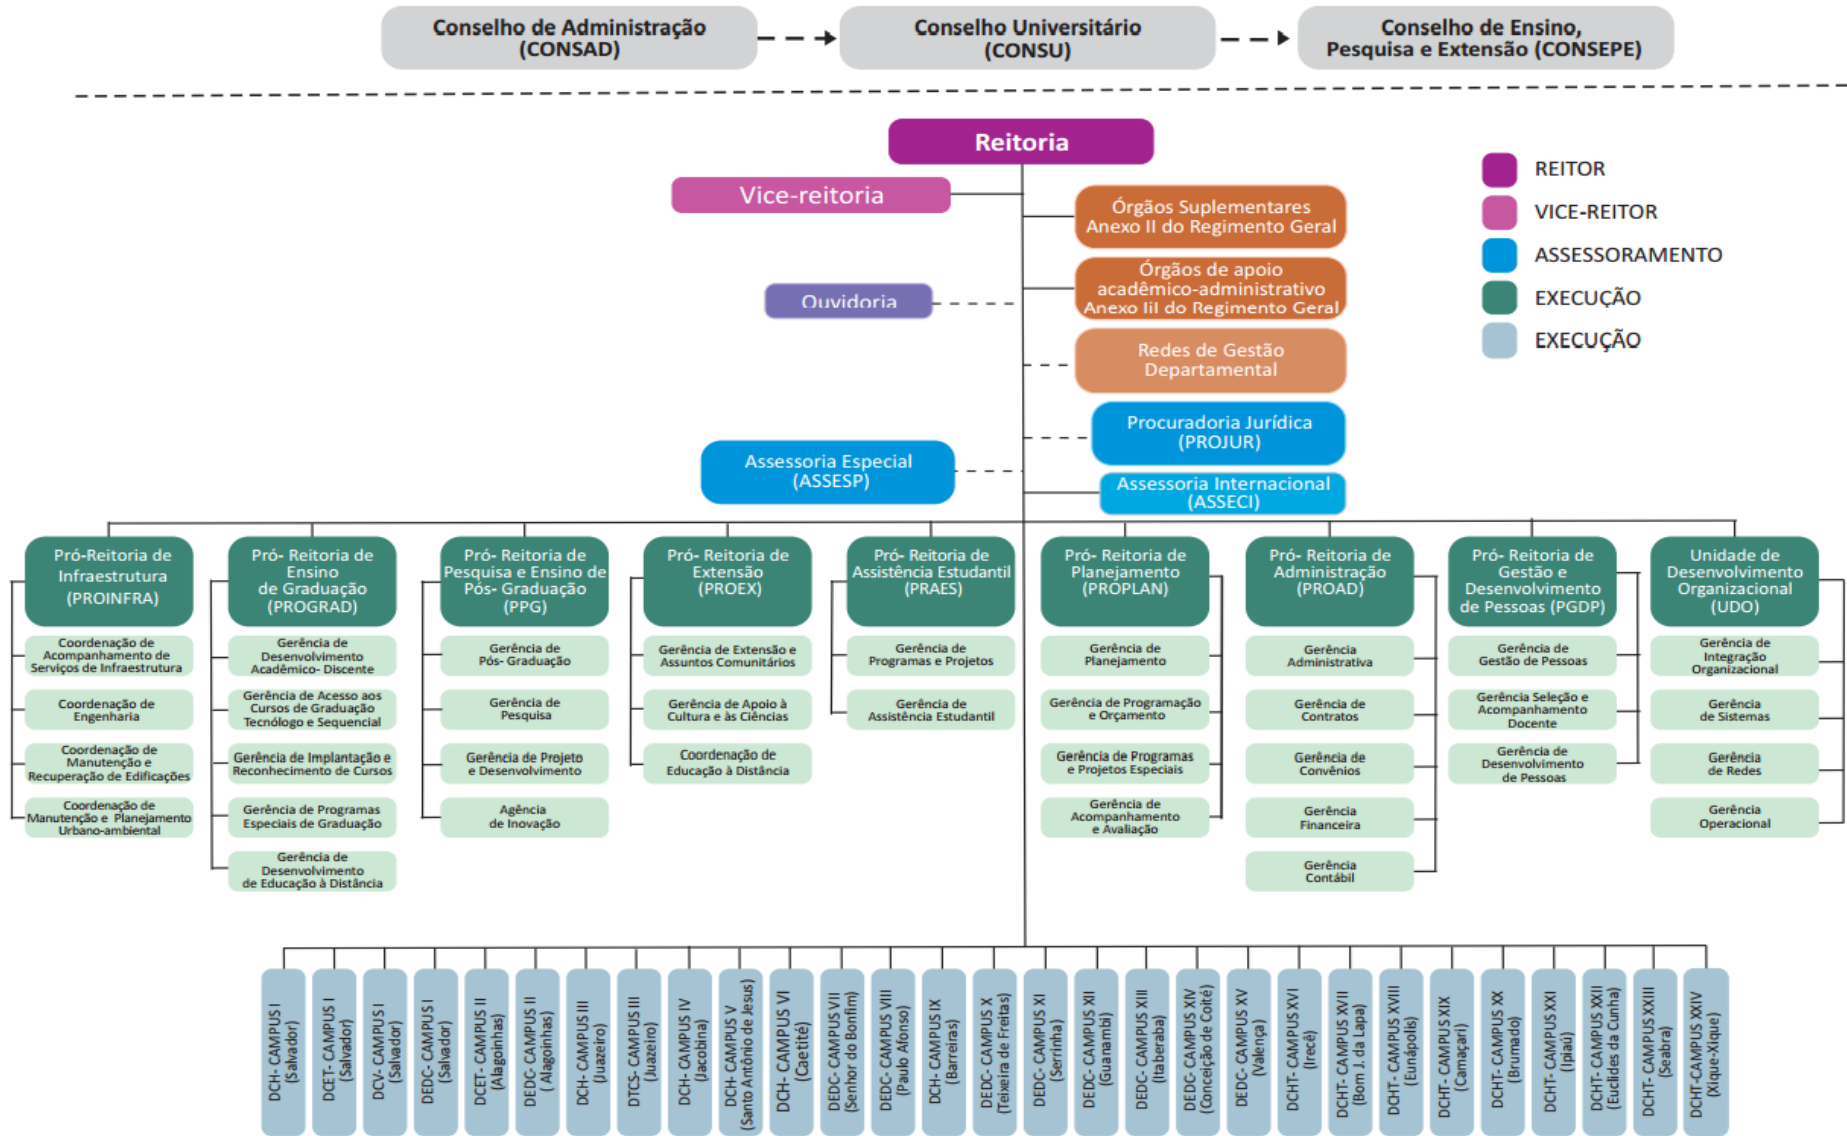 Conselho de Administração
(CONSAD)
Conselho Universitário
(CONSU)
Conselho de Ensino,
Pesquisa e Extensão (CONSEPE)
Reitoria
Vice-reitoria
Órgãos Suplementares
Anexo II do Regimento Geral
Ouvidoria
Órgãos de apoio
acadêmico-administrativo
Anexo IiI do Regimento Geral
Redes de Gestão
Departamental
Procuradoria Jurídica
(PROJUR)
Assessoria Especial
(ASSESP)
Assessoria Internacional
(ASSECI)
REITOR
VICE-REITOR
ASSESSORAMENTO
EXECUÇÃO
EXECUÇÃO
Pró-Reitoria de
Infraestrutura
(PROINFRA)
Coordenação de
Acompanhamento de
Serviços de Infraestrutura
Coordenação de
Engenharia
Coordenação de
Manutenção e
Recuperação de Edificações
Coordenação de
Manutenção e Planejamento
Urbano-ambiental
Pró- Reitoria de
Ensino
de Graduação
(PROGRAD)
Gerência de
Desenvolvimento
Acadêmico- Discente
Gerência de Acesso aos
Cursos de Graduação
Tecnólogo e Sequencial
Gerência de Implantação e
Reconhecimento de Cursos
Gerência de Programas
Especiais de Graduação
Gerência de
Desenvolvimento
de Educação à Distância
Pró- Reitoria de
Pesquisa e Ensino de
Pós- Graduação
(PPG)
Gerência de
Pós- Graduação
Gerência de
Pesquisa
Gerência de Projeto
e Desenvolvimento
Agência
de Inovação
Pró- Reitoria de
Extensão
(PROEX)
Gerência de Extensão e
Assuntos Comunitários
Gerência de Apoio à
Cultura e às Ciências
Coordenação de
Educação à Distância
Pró- Reitoria de
Assistência Estudantil
(PRAES)
Gerência de
Programas e Projetos
Gerência de
Assistência Estudantil
Pró- Reitoria de
Planejamento
(PROPLAN)
Gerência de
Planejamento
Gerência de Programação
e Orçamento
Gerência de Programas
e Projetos Especiais
Gerência de
Acompanhamento
e Avaliação
Pró- Reitoria de
Administração
(PROAD)
Gerência
Administrativa
Gerência de
Contratos
Gerência de
Convênios
Gerência
Financeira
Gerência
Contábil
Pró- Reitoria de
Gestão e
Desenvolvimento
de Pessoas (PGDP)
Gerência de
Gestão de Pessoas
Gerência Seleção e
Acompanhamento
Docente
Gerência de
Desenvolvimento
de Pessoas
Unidade de
Desenvolvimento
Organizacional
(UDO)
Gerência de
Integração
Organizacional
Gerência
de Sistemas
Gerência
de Redes
Gerência
Operacional
DCH- CAMPUS I
(Salvador)
DCET- CAMPUS I
(Salvador)
DCV- CAMPUS I
(Salvador)
DEDC- CAMPUS I
(Salvador)
DCET- CAMPUS II
(Alagoinhas)
DEDC- CAMPUS II
( Alagoinhas)
DCH- CAMPUS III
(Juazeiro)
DTCS- CAMPUS III
(Juazeiro)
DCH- CAMPUS IV
(Jacobina)
DCH- CAMPUS V
(Santo Antônio de Jesus)
DCH- CAMPUS VI
(Caetité)
DEDC- CAMPUS VII
(Senhor do Bonfim)
DEDC- CAMPUS VIII
(Paulo Afonso)
DCH- CAMPUS IX
(Barreiras)
DEDC- CAMPUS X
(Teixeira de Freitas)
DEDC- CAMPUS XI
(Serrinha)
DEDC- CAMPUS XII
(Guanambi)
DEDC- CAMPUS XIII
(Itaberaba)
DEDC- CAMPUS XIV
(Conceição de Coité)
DEDC- CAMPUS XV
(Valença)
DCHT- CAMPUS XVI
(Irecê)
DCHT- CAMPUS XVII
(Bom J. da Lapa)
DCHT- CAMPUS XVIII
(Eunápolis)
DCHT- CAMPUS XIX
(Camaçari)
DCHT- CAMPUS XX
(Brumado)
DCHT- CAMPUS XXI
(Ipiaú)
DCHT- CAMPUS XXII
(Euclides da Cunha)
DCHT- CAMPUS XXIII
(Seabra)
DCHT-CAMPUS XXIV
(Xique-Xique)